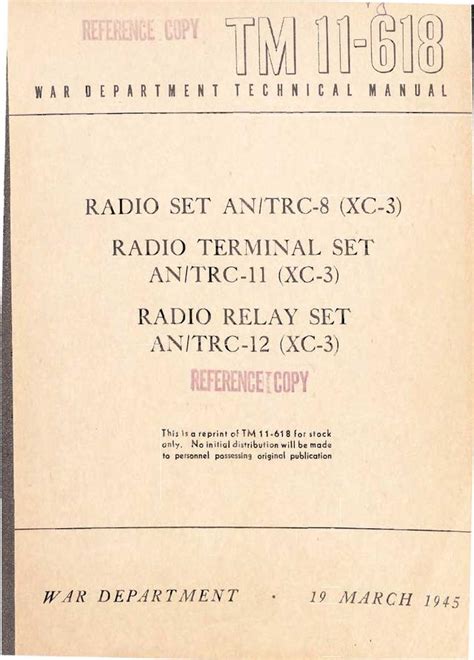 REFERENCE COPY
TM 11-618
WAR DEPARTMENT TECHNICAL MANUAL
RADIO SET AN/TRC-8 (XC-3)
RADIO TERMINAL SET
AN/TRC-11 (XC-3)
RADIO RELAY SET
AN/TRC-12 (XC-3)
REFERENCE COPY
This is a reprint of TM 11-618 for stock
only. No initial distribution will be made
to personnel possessing original publication
WAR DEPARTMENT · 19 MARCH 1945